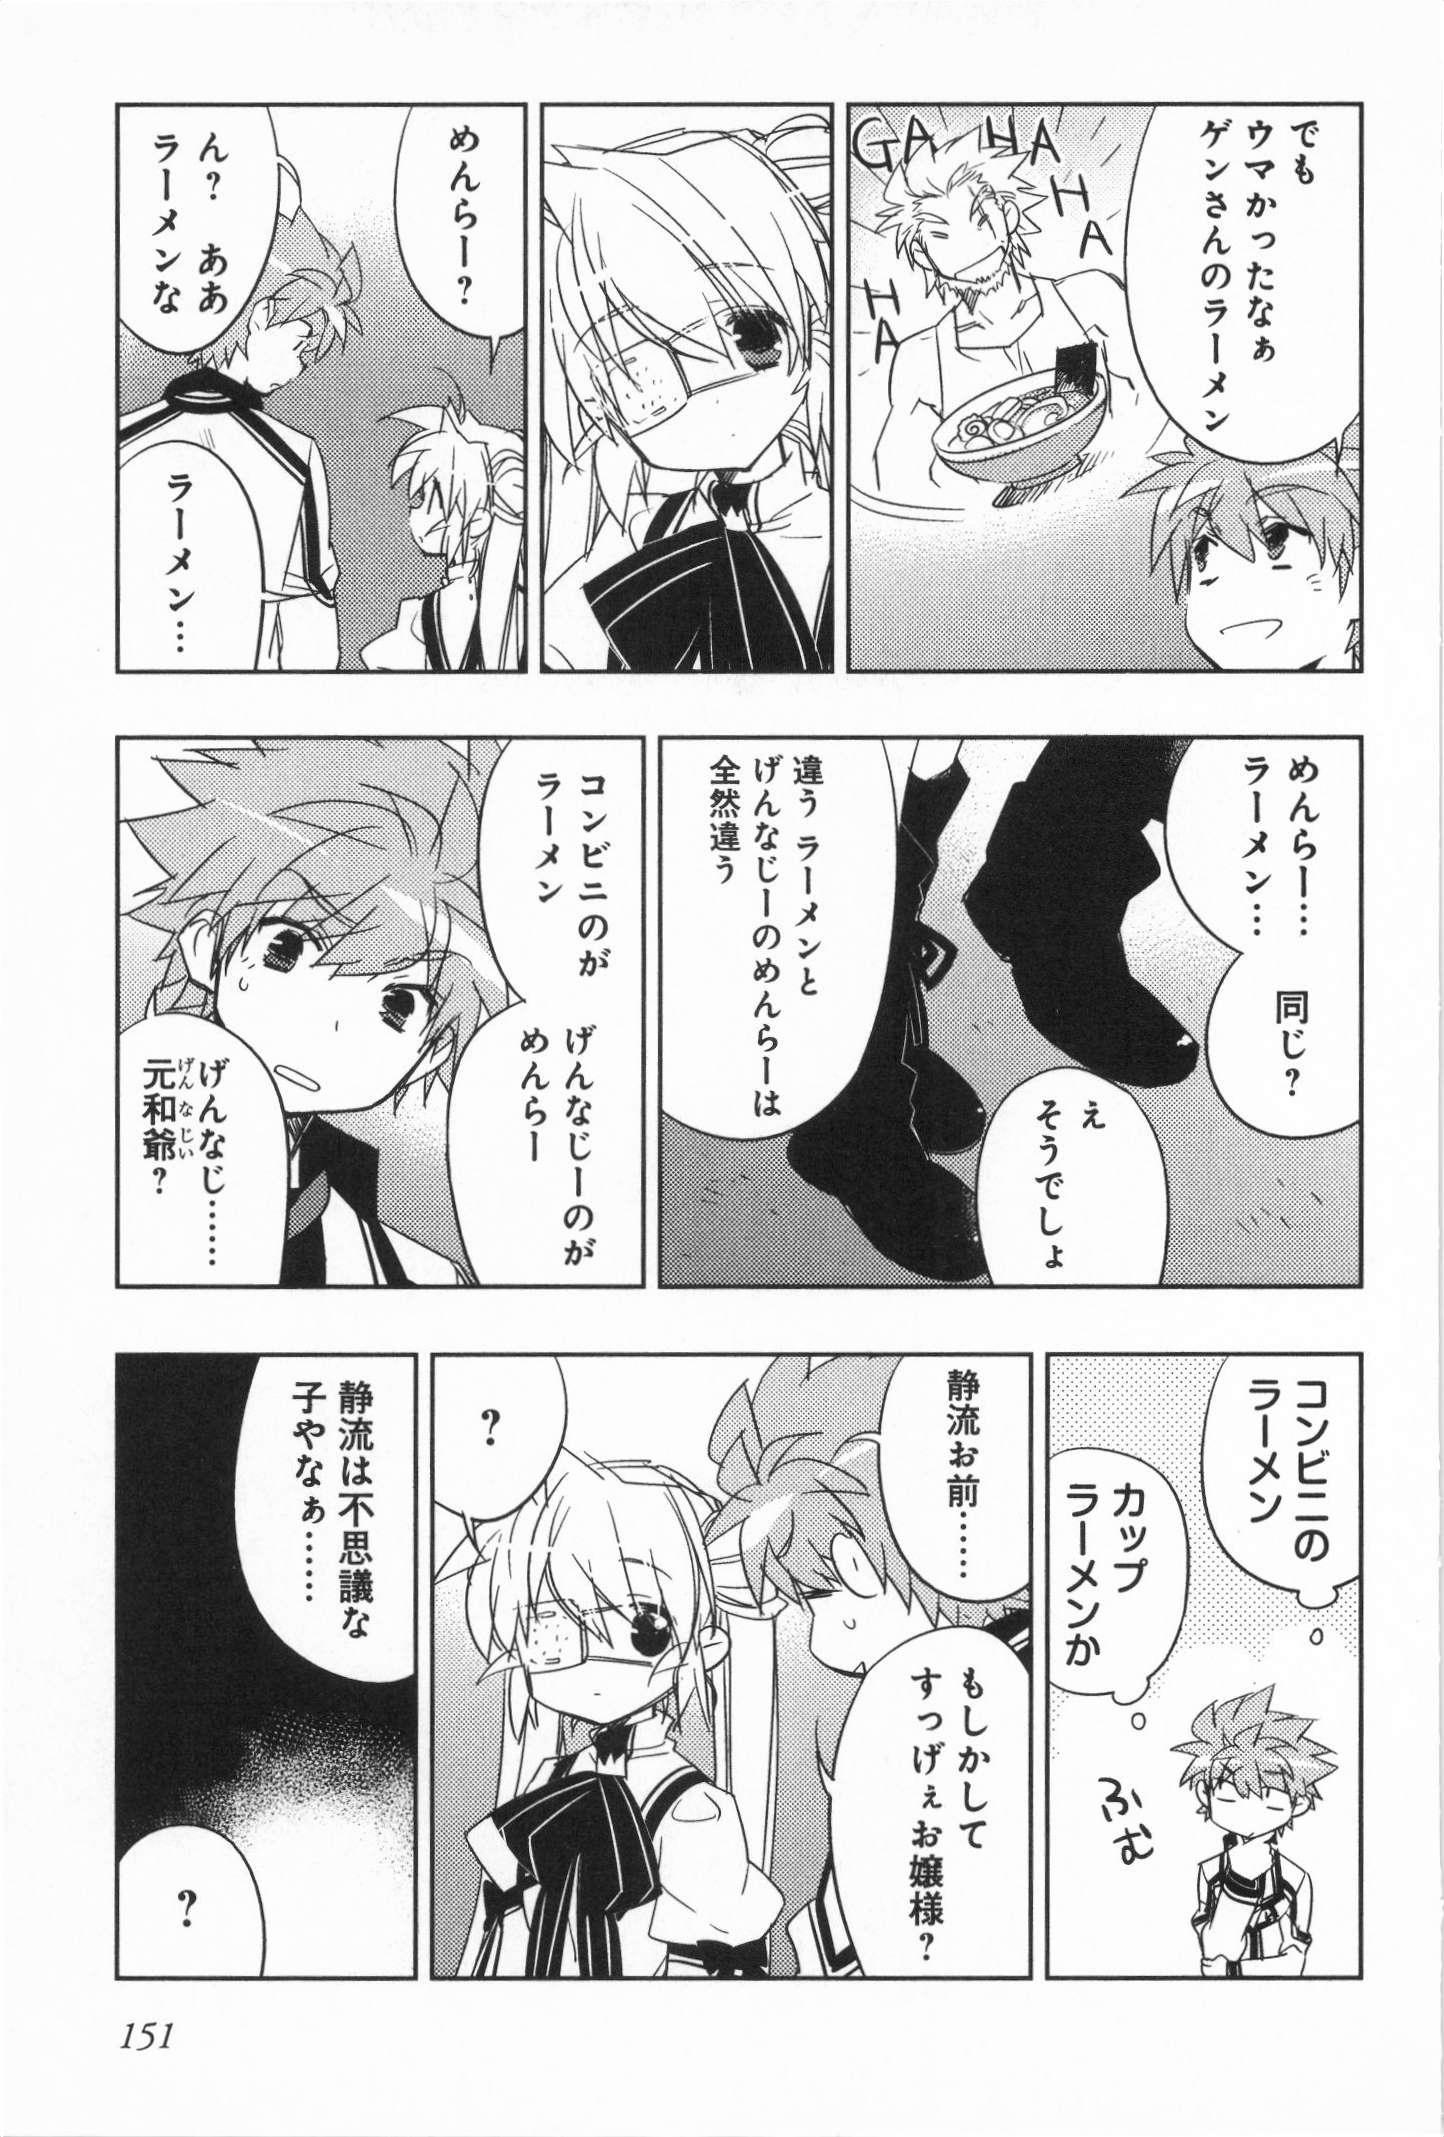 でも
ウマかったなぁ
ゲンさんのラーメン
GAHAHAHAHA
めんらー?
ん? ああ
ラーメンな
ラーメン…
めんらー…
ラーメン…
同じ?
え
そうでしょ
違う ラーメンと
げんなじーのめんらーは
全然違う
コンビニのが
ラーメン
げんなじーのが
めんらー
げんなじ……
元和爺?
げんなじい
コンビニの
ラーメン
カップ
ラーメンか
ふむ
静流お前……
もしかして
すっげぇお嬢様?
?
静流は不思議な
子やなぁ……
?
151